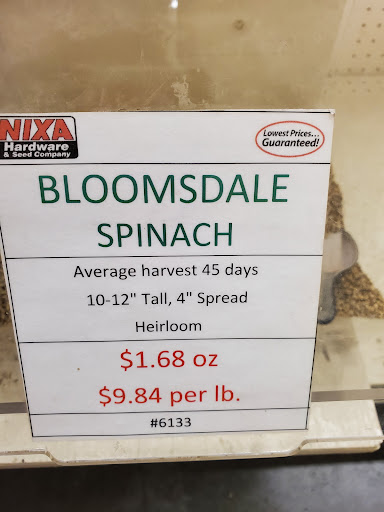 NIXA
Hardware
& Seed Company
Lowest Prices...
Guaranteed!
BLOOMSDALE
SPINACH
Average harvest 45 days
10-12" Tall, 4" Spread
Heirloom
$1.68 oz
$9.84 per lb.
#6133